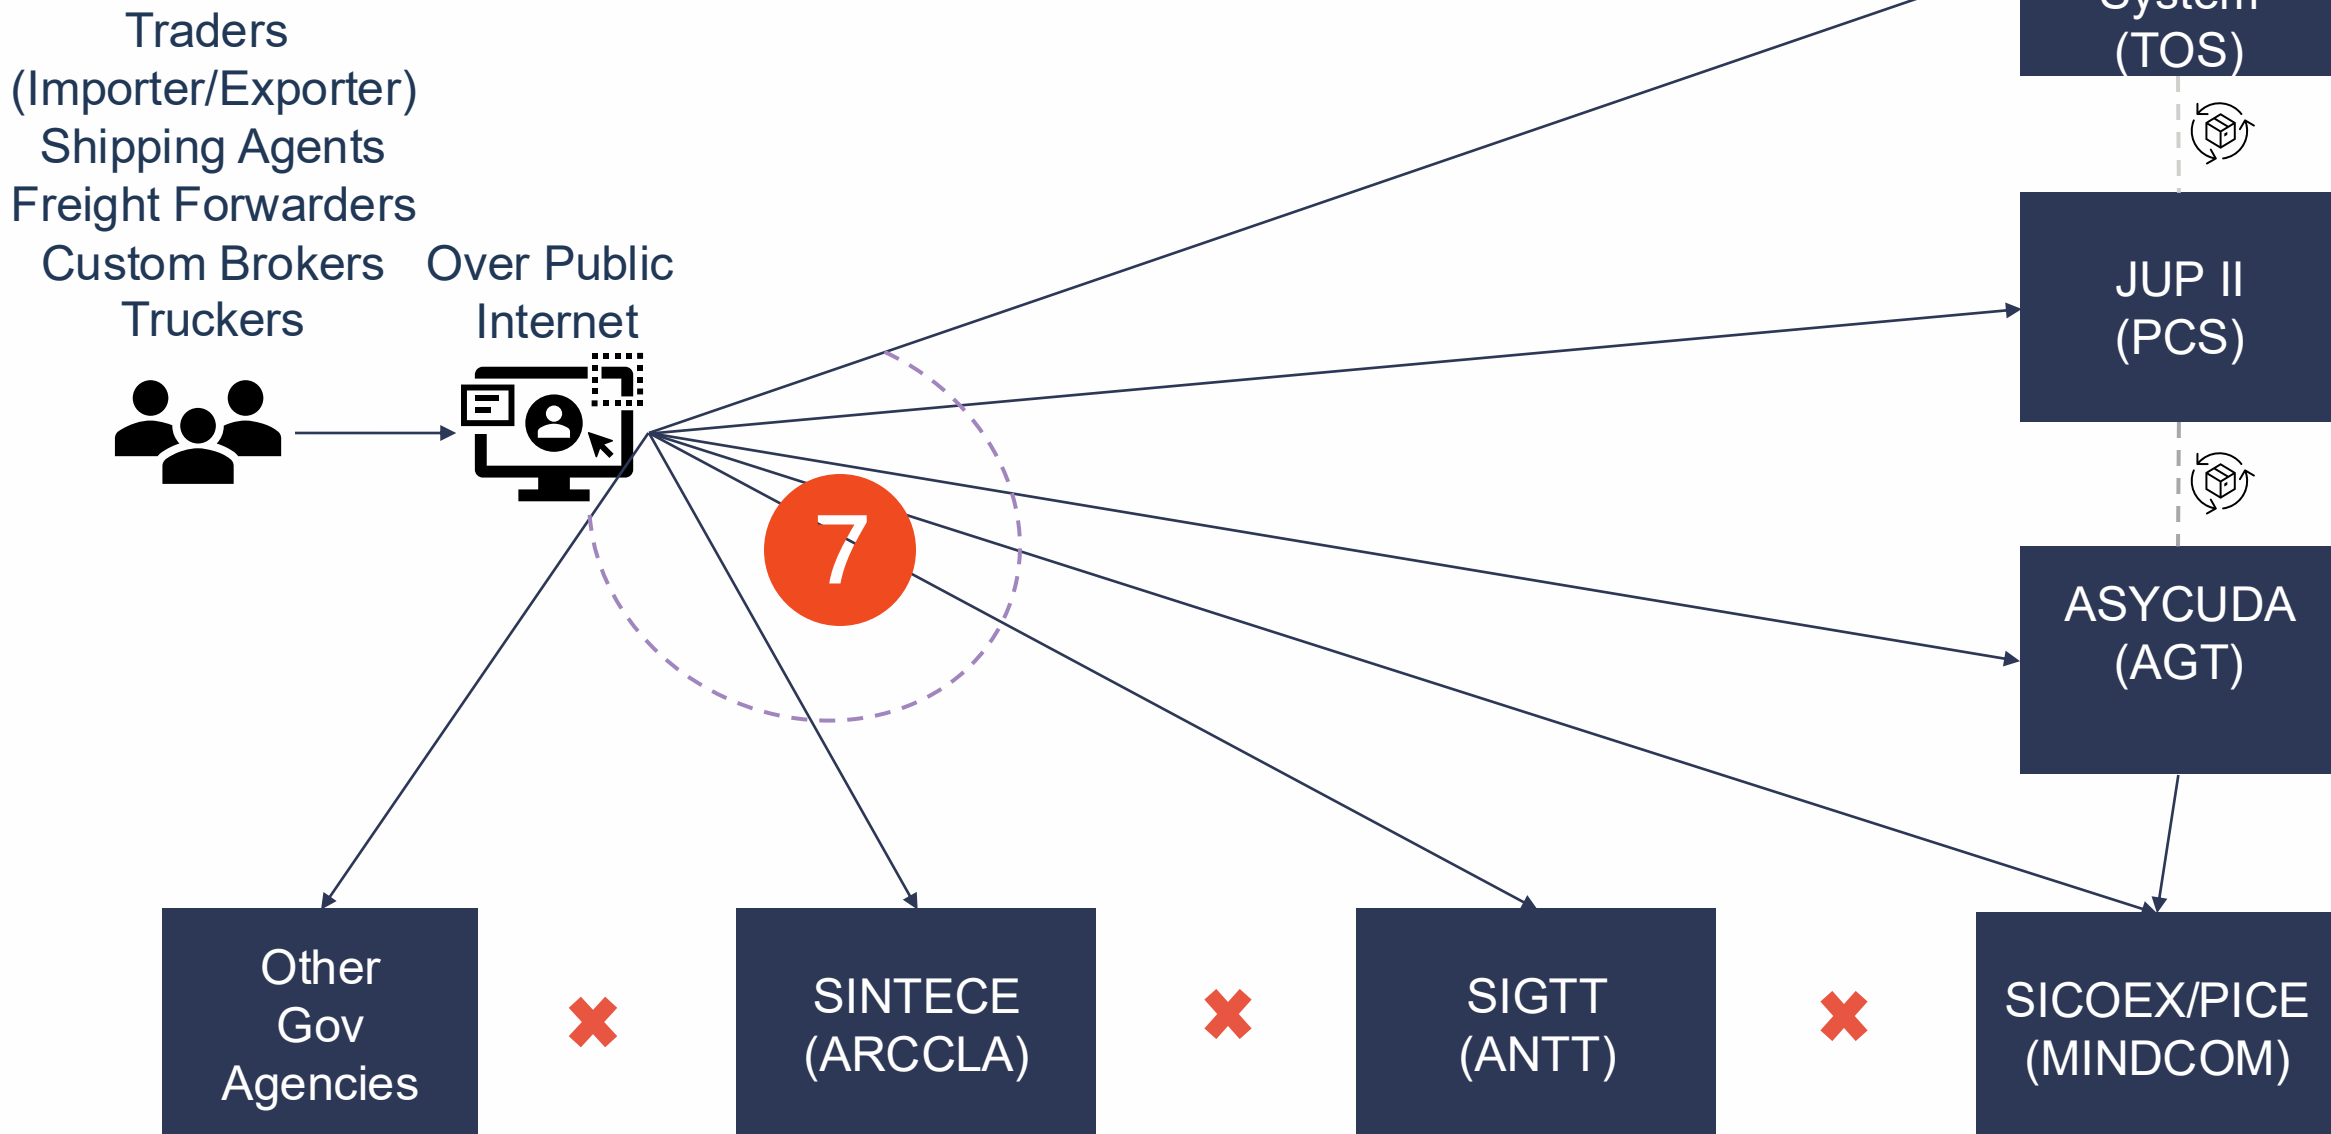 Traders
(Importer/Exporter)
Shipping Agents
Freight Forwarders
Custom Brokers
Truckers
Over Public
Internet
7
System
(TOS)
JUP II
(PCS)
ASYCUDA
(AGT)
Other
Gov
Agencies
SINTECE
(ARCCLA)
SIGTT
(ANTT)
SICOEX/PICE
(MINDCOM)